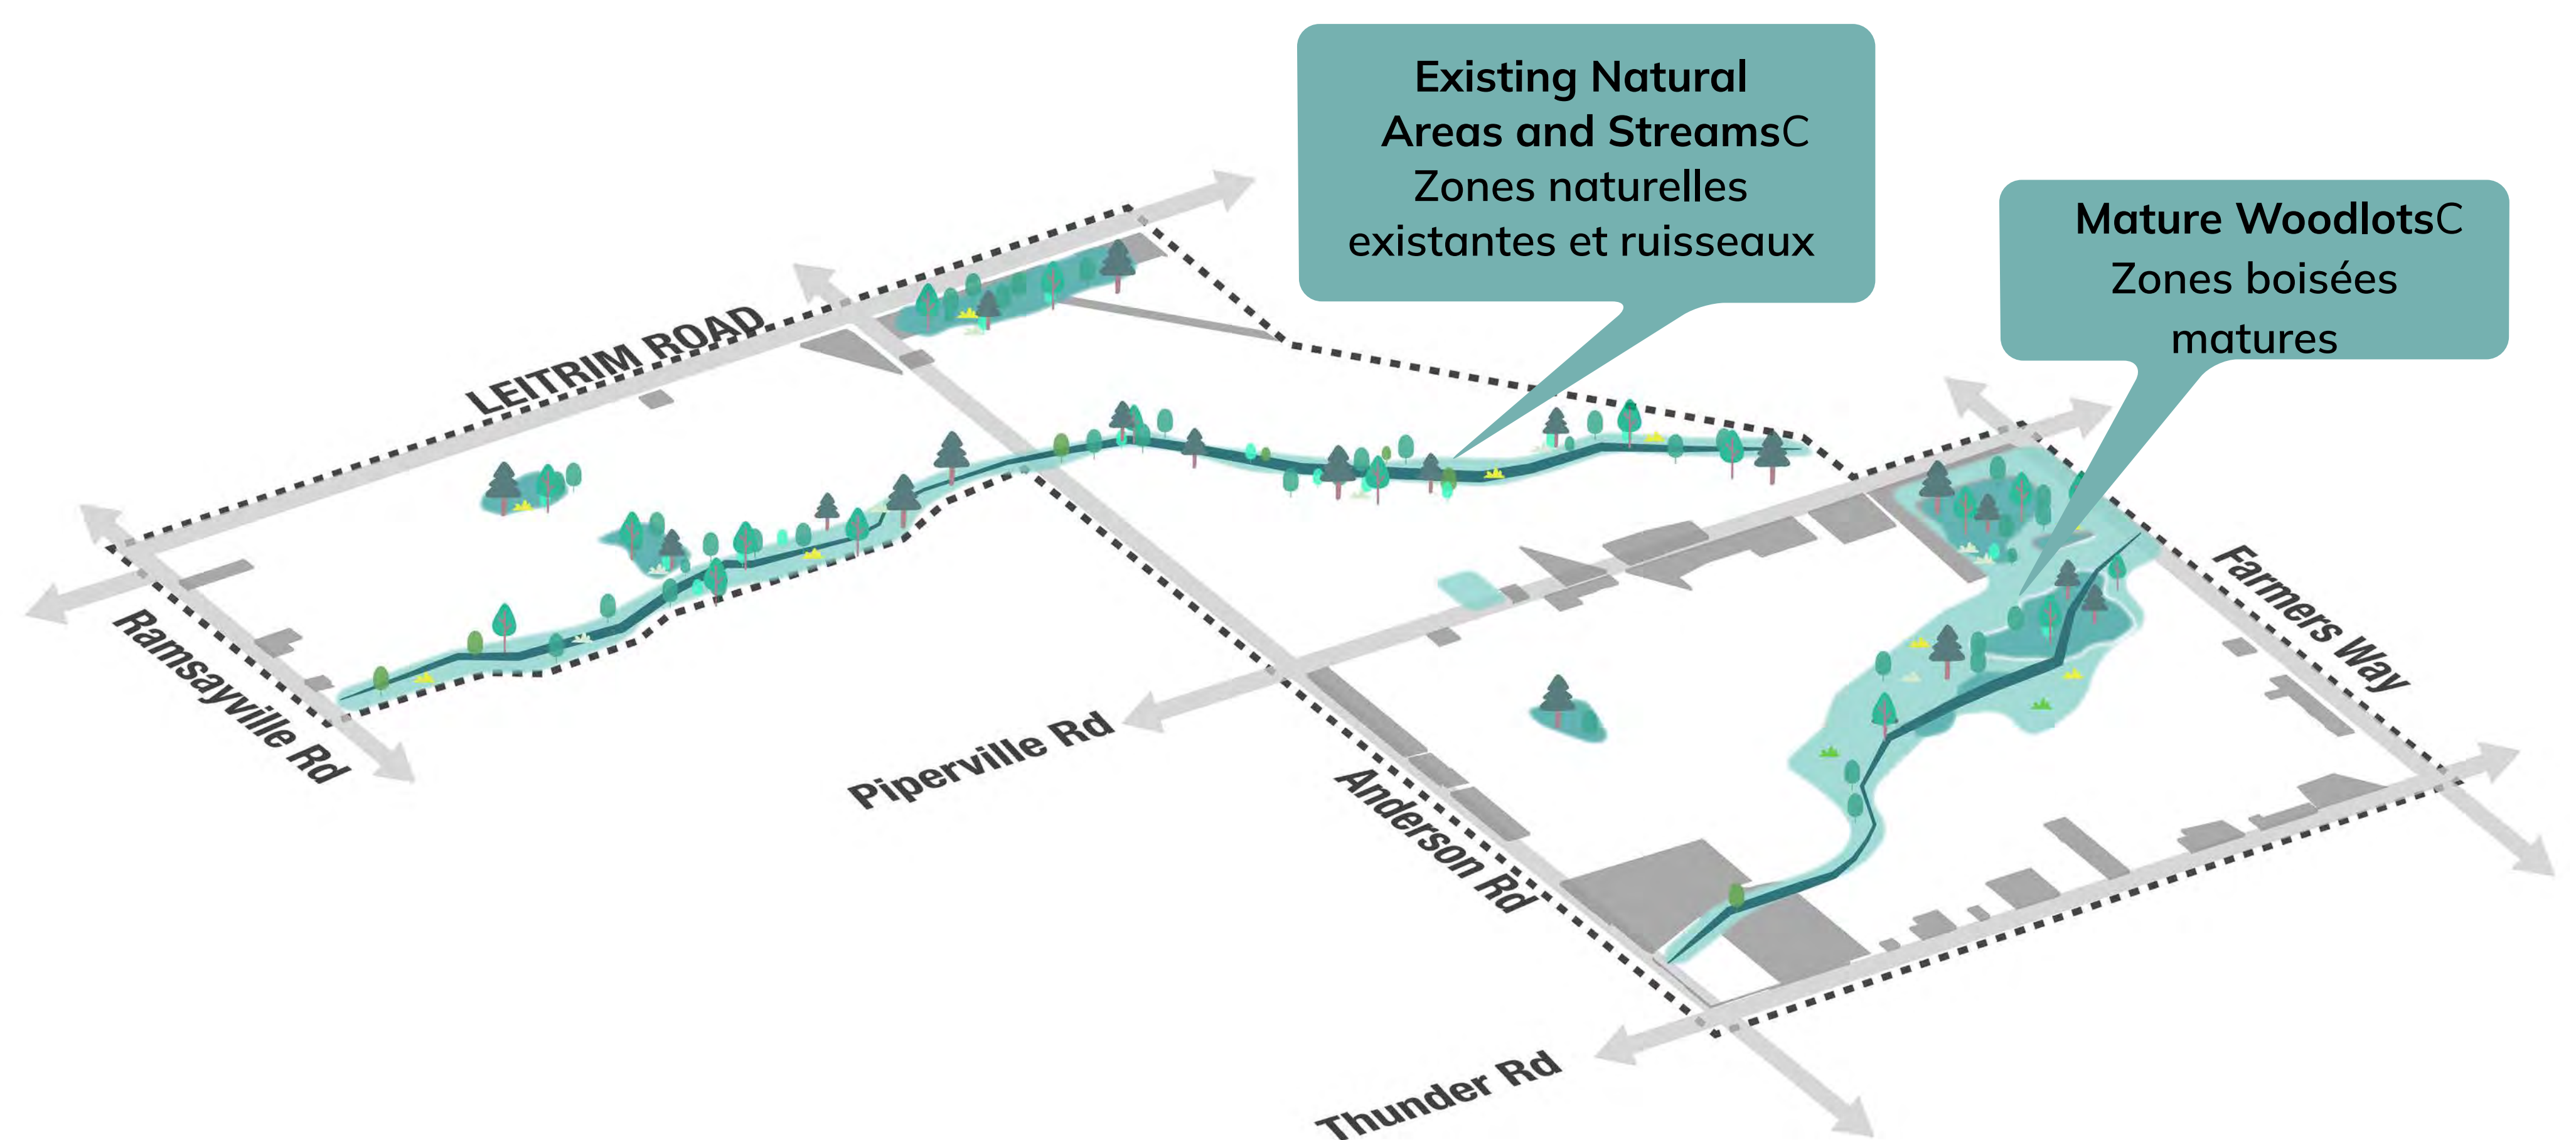 Existing Natural
Areas and StreamsC
Zones naturelles
existantes et ruisseaux
Mature WoodlotsC
Zones boisées
matures
LEITRIM ROAD
Ramsayville Rd
Piperville Rd
Anderson Rd
Farmers Way
Thunder Rd